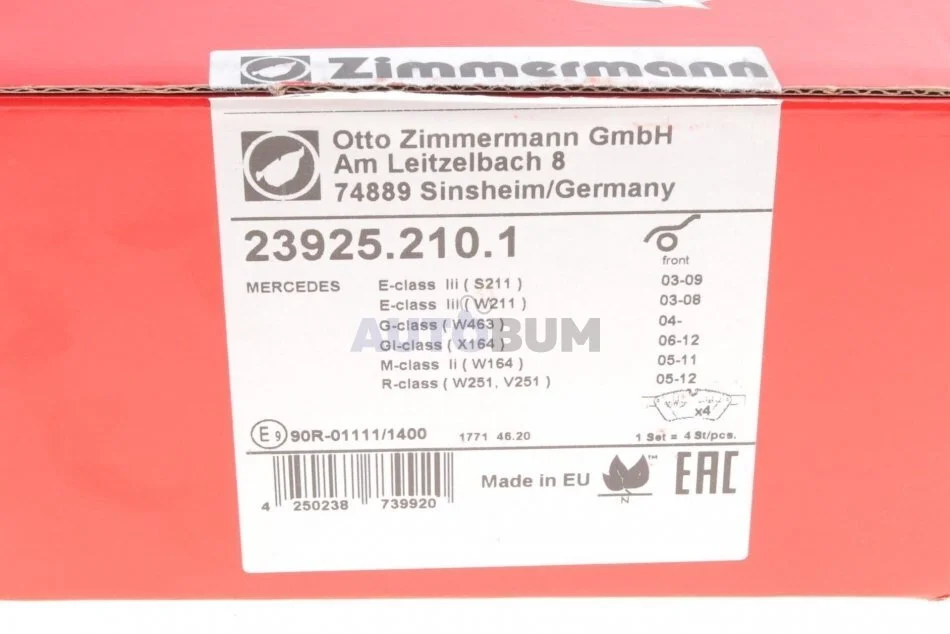 Zimmermann
Otto Zimmermann GmbH
Am Leitzelbach 8
74889 Sinsheim/Germany
23925.210.1
front
MERCEDES E-class Iii ( S211 ) 03-09
E-class Iii ( W211 ) 03-08
G-class ( W463 ) 04-
Gl-class ( X164 ) 06-12
M-class Ii ( W164 ) 05-11
R-class ( W251, V251 ) 05-12
AUTOBUM
x4
E9 90R-01111/1400 1771 46.20 1 Set = 4 St/pcs.
Made in EU ™ N EAC
4 250238 739920